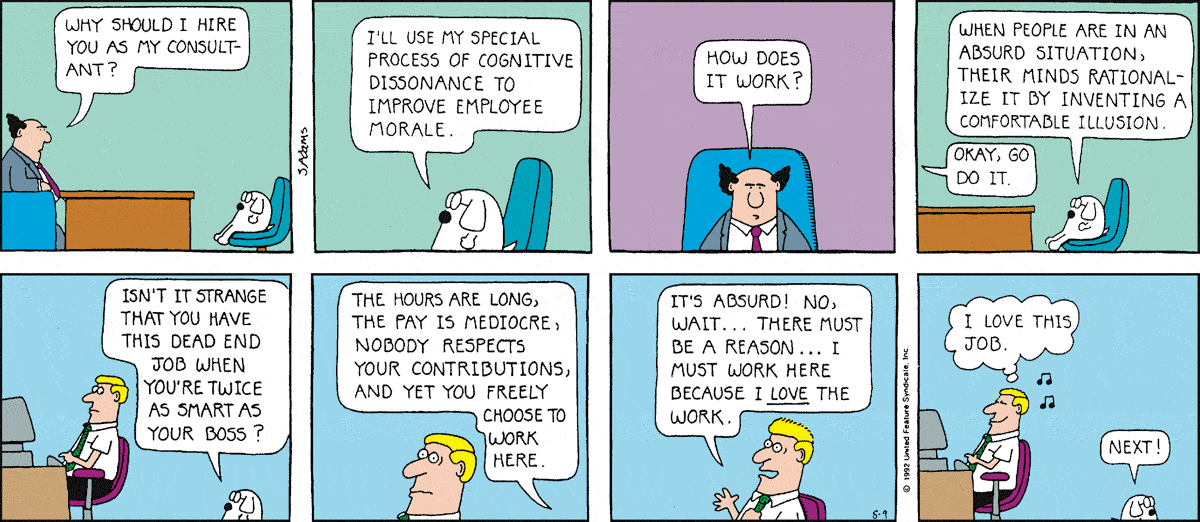 WHY SHOULD I HIRE
YOU AS MY CONSULT-
ANT?
S.Adams
I'LL USE MY SPECIAL
PROCESS OF COGNITIVE
DISSONANCE TO
IMPROVE EMPLOYEE
MORALE.
HOW DOES
IT WORK?
WHEN PEOPLE ARE IN AN
ABSURD SITUATION,
THEIR MINDS RATIONAL-
IZE IT BY INVENTING A
COMFORTABLE ILLUSION.
OKAY, GO
DO IT.
ISN'T IT STRANGE
THAT YOU HAVE
THIS DEAD END
JOB WHEN
YOU'RE TWICE
AS SMART AS
YOUR BOSS?
THE HOURS ARE LONG,
THE PAY IS MEDIOCRE,
NOBODY RESPECTS
YOUR CONTRIBUTIONS,
AND YET YOU FREELY
CHOOSE TO
WORK
HERE.
IT'S ABSURD! NO,
WAIT... THERE MUST
BE A REASON... I
MUST WORK HERE
BECAUSE I LOVE THE
WORK.
5-9
© 1992 United Feature Syndicate, Inc.
I LOVE THIS
JOB.
NEXT!